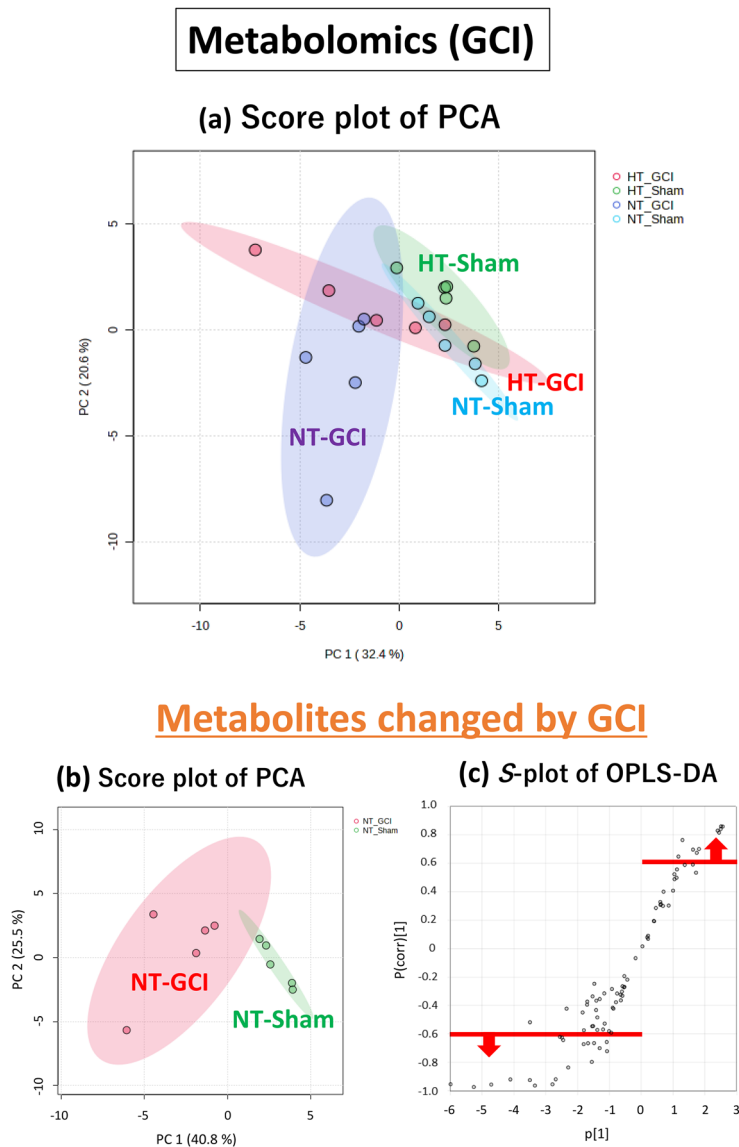 Metabolomics (GCI)
(a) Score plot of PCA
HT_GCI
HT_Sham
NT_GCI
NT_Sham
HT-Sham
HT-GCI
NT-Sham
NT-GCI
5
0
-5
-10
PC 2 ( 20.6 %)
-10 -5 0 5
PC 1 ( 32.4 %)
Metabolites changed by GCI
(b) Score plot of PCA
NT_GCI
NT_Sham
10
5
0
-5
-10
PC 2 (25.5 %)
NT-GCI
NT-Sham
-10 -5 0 5
PC 1 (40.8 %)
(c) S-plot of OPLS-DA
1.0
0.8
0.6
0.4
0.2
0
-0.2
-0.4
-0.6
-0.8
-1.0
P(corr)[1]
-6 -5 -4 -3 -2 -1 0 1 2 3
p[1]